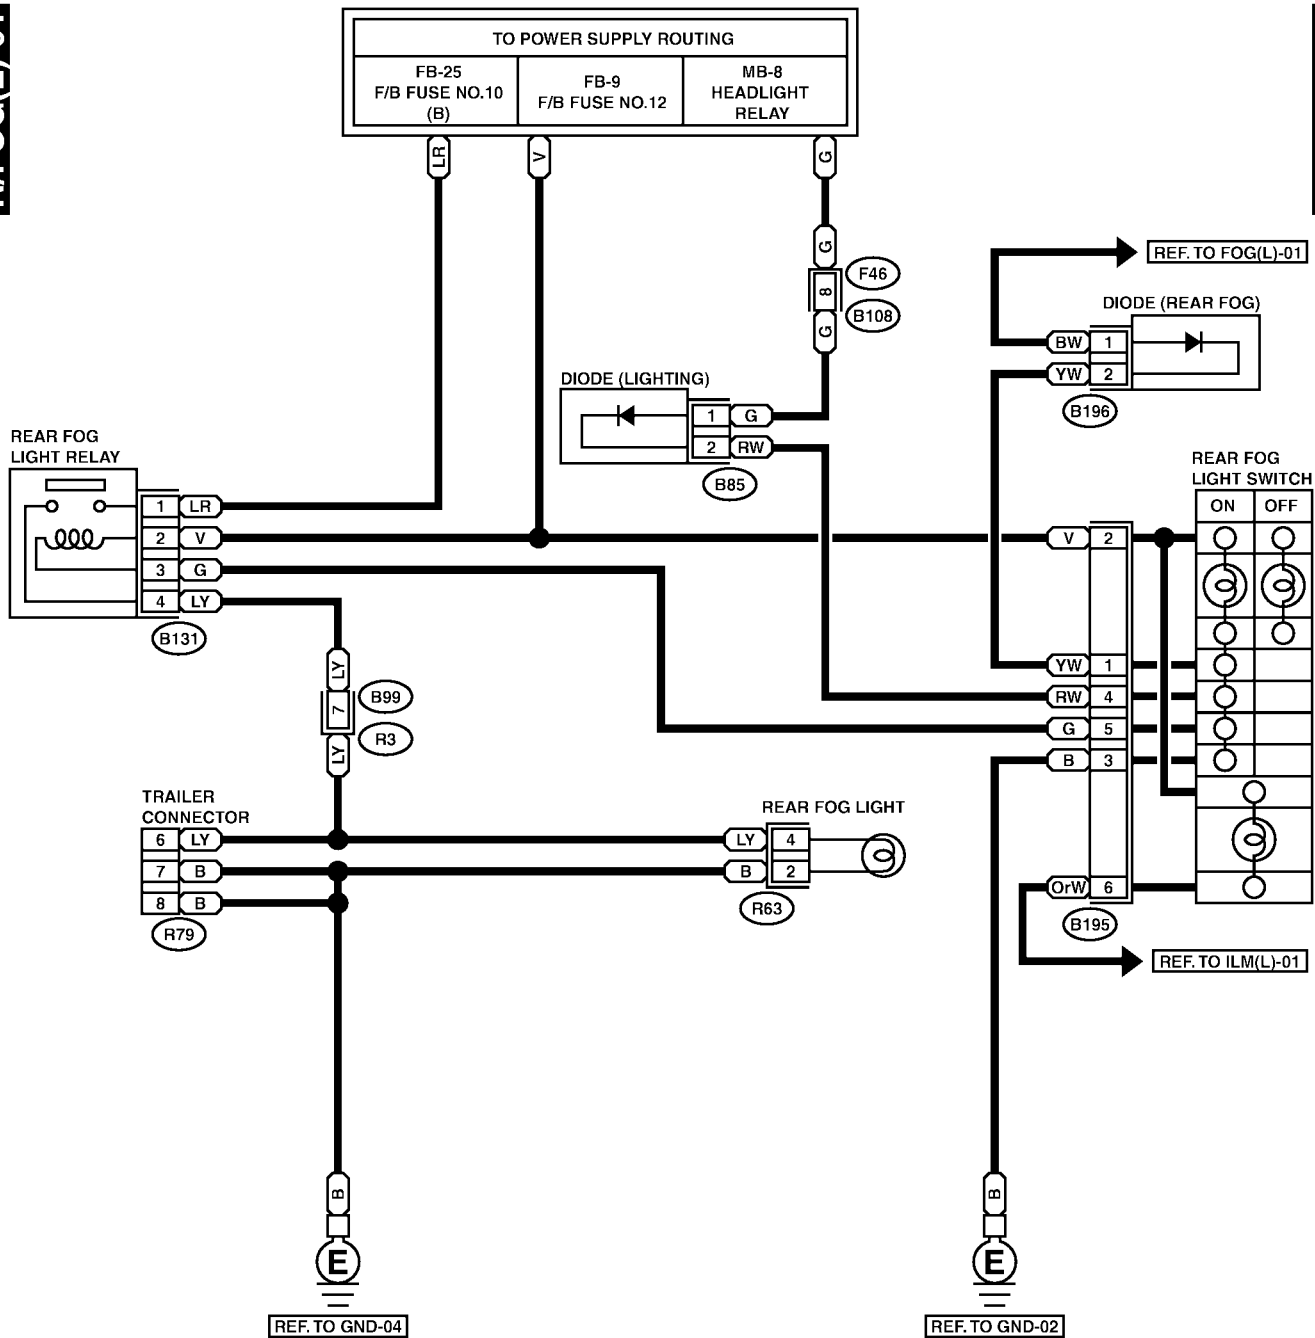 TO POWER SUPPLY ROUTING
FB-25
F/B FUSE NO.10
(B)
FB-9
F/B FUSE NO.12
MB-8
HEADLIGHT
RELAY
LR
V
G
G
F46
8
B108
G
REF. TO FOG(L)-01
DIODE (REAR FOG)
BW 1
YW 2
B196
DIODE (LIGHTING)
1 G
2 RW
B85
REAR FOG
LIGHT RELAY
1 LR
2 V
3 G
4 LY
B131
REAR FOG
LIGHT SWITCH
ON OFF
V 2
YW 1
RW 4
G 5
B 3
OrW 6
B195
REF. TO ILM(L)-01
LY
7
B99
R3
LY
TRAILER
CONNECTOR
6 LY
7 B
8 B
R79
REAR FOG LIGHT
LY 4
B 2
R63
B
E
REF. TO GND-04
B
E
REF. TO GND-02